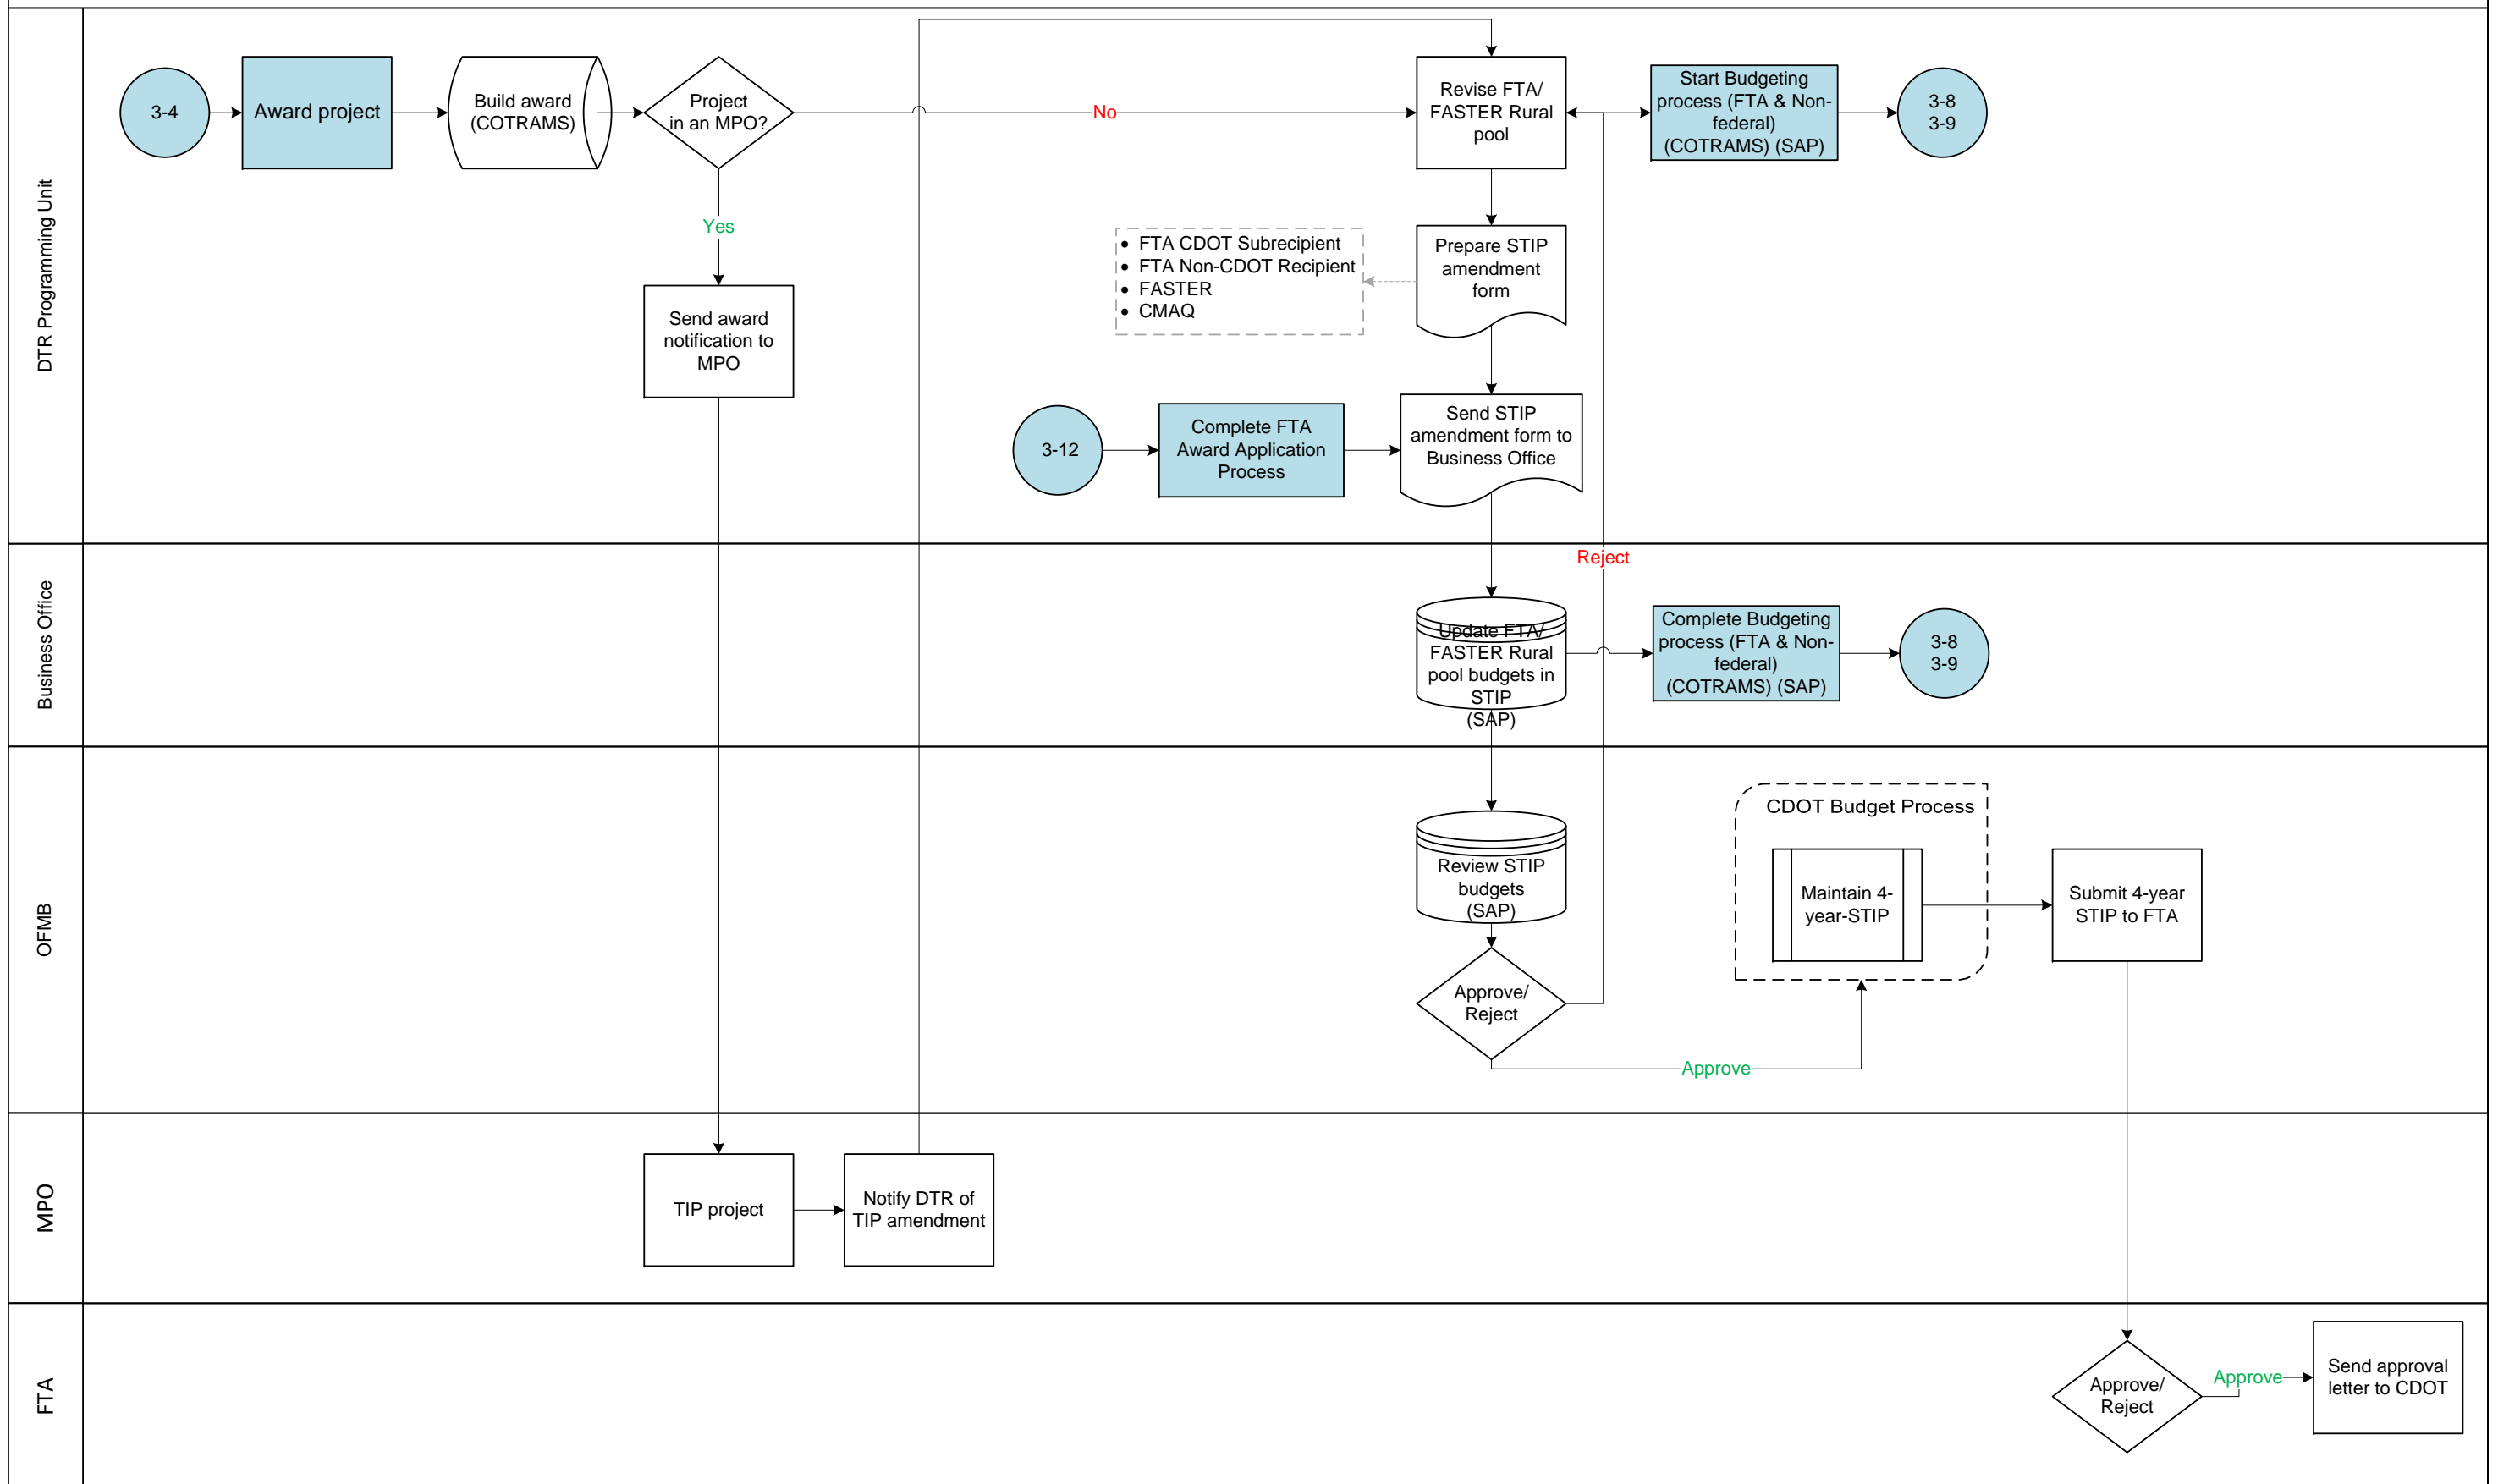 DTR Programming Unit
3-4
Award project
Build award
(COTRAMS)
Project
in an MPO?
No
Yes
Send award
notification to
MPO
Revise FTA/
FASTER Rural
pool
Start Budgeting
process (FTA & Non-
federal)
(COTRAMS) (SAP)
3-8
3-9
• FTA CDOT Subrecipient
• FTA Non-CDOT Recipient
• FASTER
• CMAQ
Prepare STIP
amendment
form
3-12
Complete FTA
Award Application
Process
Send STIP
amendment form to
Business Office
Business Office
Reject
Update FTA/
FASTER Rural
pool budgets in
STIP
(SAP)
Complete Budgeting
process (FTA & Non-
federal)
(COTRAMS) (SAP)
3-8
3-9
OFMB
Review STIP
budgets
(SAP)
Approve/
Reject
Approve
CDOT Budget Process
Maintain 4-
year-STIP
Submit 4-year
STIP to FTA
MPO
TIP project
Notify DTR of
TIP amendment
FTA
Approve/
Reject
Approve
Send approval
letter to CDOT